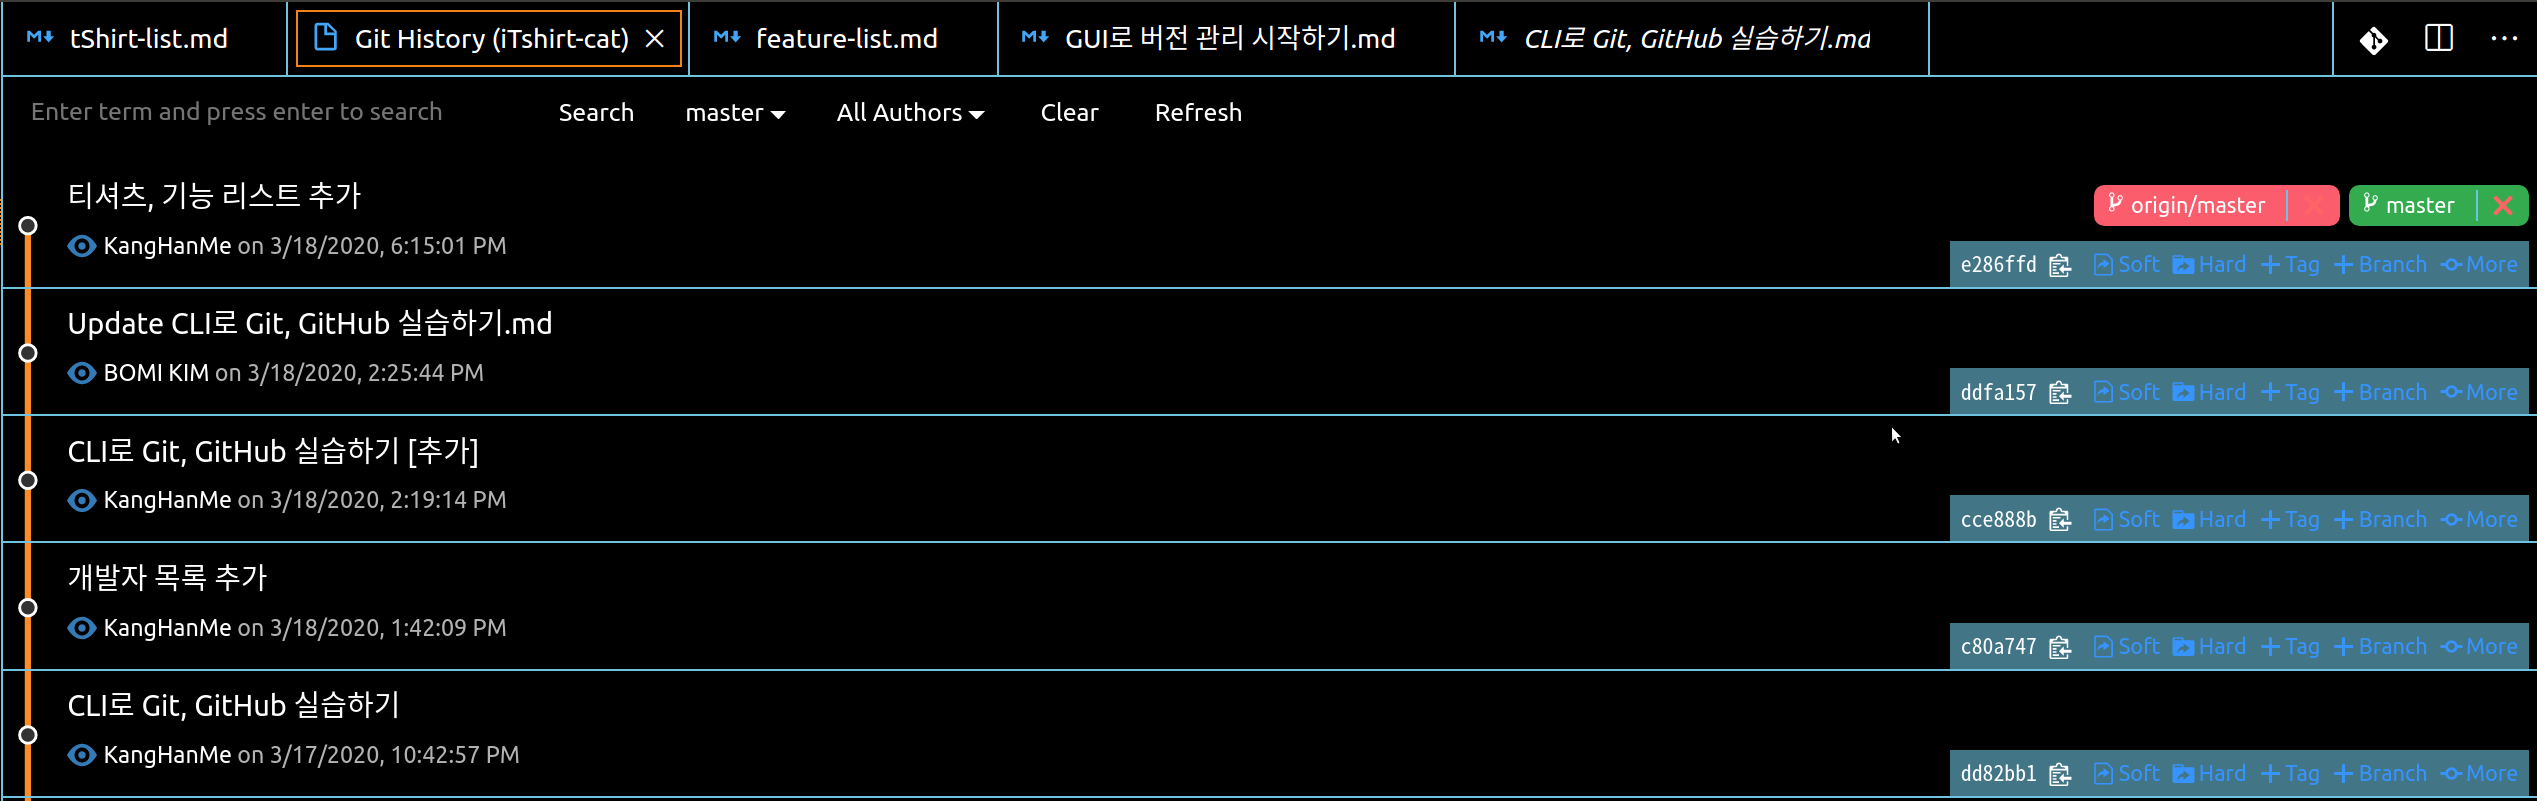 tShirt-list.md Git History (iTshirt-cat) feature-list.md GUI로 버전 관리 시작하기.md CLI로 Git, GitHub 실습하기.md
Enter term and press enter to search Search master All Authors Clear Refresh
티셔츠, 기능 리스트 추가
origin/master master
KangHanMe on 3/18/2020, 6:15:01 PM
e286ffd Soft Hard Tag Branch More
Update CLI로 Git, GitHub 실습하기.md
BOMI KIM on 3/18/2020, 2:25:44 PM
ddfa157 Soft Hard Tag Branch More
CLI로 Git, GitHub 실습하기 [추가]
KangHanMe on 3/18/2020, 2:19:14 PM
cce888b Soft Hard Tag Branch More
개발자 목록 추가
KangHanMe on 3/18/2020, 1:42:09 PM
c80a747 Soft Hard Tag Branch More
CLI로 Git, GitHub 실습하기
KangHanMe on 3/17/2020, 10:42:57 PM
dd82bb1 Soft Hard Tag Branch More